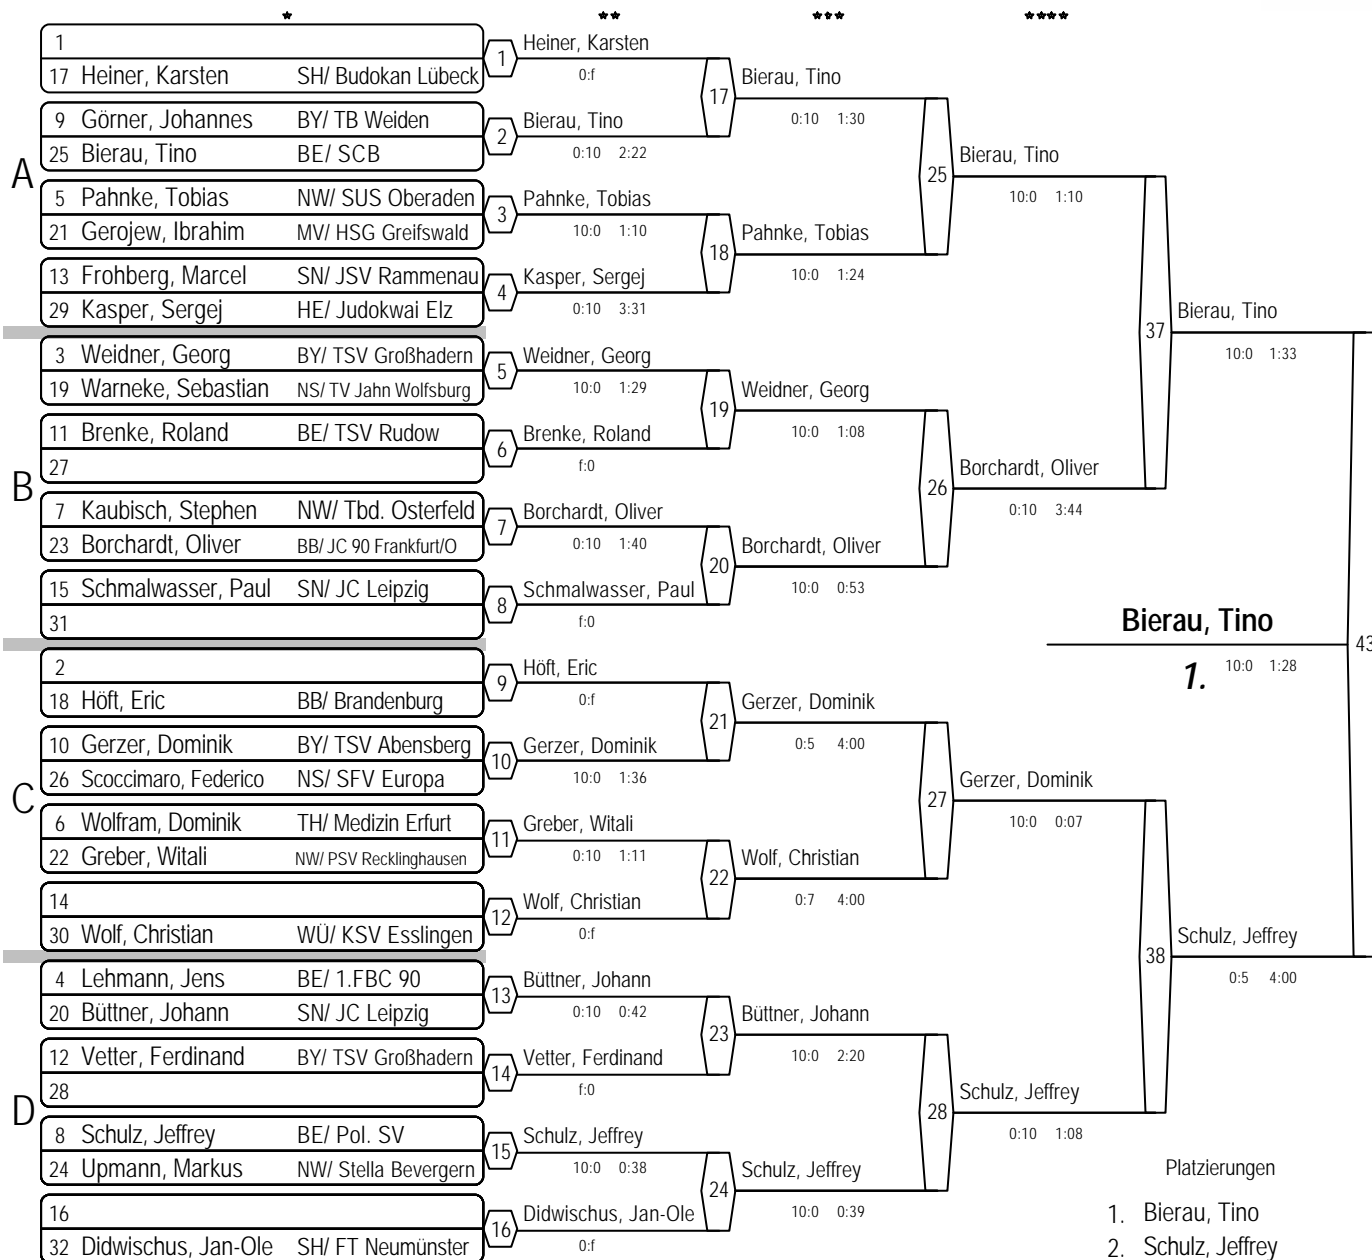 * ** *** ****
1
17 Heiner, Karsten SH/ Budokan Lübeck
9 Görner, Johannes BY/ TB Weiden
25 Bierau, Tino BE/ SCB
A
5 Pahnke, Tobias NW/ SUS Oberaden
21 Gerojew, Ibrahim MV/ HSG Greifswald
13 Frohberg, Marcel SN/ JSV Rammenau
29 Kasper, Sergej HE/ Judokwai Elz
3 Weidner, Georg BY/ TSV Großhadern
19 Warneke, Sebastian NS/ TV Jahn Wolfsburg
11 Brenke, Roland BE/ TSV Rudow
27
B
7 Kaubisch, Stephen NW/ Tbd. Osterfeld
23 Borchardt, Oliver BB/ JC 90 Frankfurt/O
15 Schmalwasser, Paul SN/ JC Leipzig
31
2
18 Höft, Eric BB/ Brandenburg
10 Gerzer, Dominik BY/ TSV Abensberg
26 Scoccimaro, Federico NS/ SFV Europa
C
6 Wolfram, Dominik TH/ Medizin Erfurt
22 Greber, Witali NW/ PSV Recklinghausen
14
30 Wolf, Christian WÜ/ KSV Esslingen
4 Lehmann, Jens BE/ 1.FBC 90
20 Büttner, Johann SN/ JC Leipzig
12 Vetter, Ferdinand BY/ TSV Großhadern
28
D
8 Schulz, Jeffrey BE/ Pol. SV
24 Upmann, Markus NW/ Stella Bevergern
16
32 Didwischus, Jan-Ole SH/ FT Neumünster
1 Heiner, Karsten
0:f
2 Bierau, Tino
0:10 2:22
3 Pahnke, Tobias
10:0 1:10
4 Kasper, Sergej
0:10 3:31
5 Weidner, Georg
10:0 1:29
6 Brenke, Roland
f:0
7 Borchardt, Oliver
0:10 1:40
8 Schmalwasser, Paul
f:0
9 Höft, Eric
0:f
10 Gerzer, Dominik
10:0 1:36
11 Greber, Witali
0:10 1:11
12 Wolf, Christian
0:f
13 Büttner, Johann
0:10 0:42
14 Vetter, Ferdinand
f:0
15 Schulz, Jeffrey
10:0 0:38
16 Didwischus, Jan-Ole
0:f
17 Bierau, Tino
0:10 1:30
18 Pahnke, Tobias
10:0 1:24
19 Weidner, Georg
10:0 1:08
20 Borchardt, Oliver
10:0 0:53
21 Gerzer, Dominik
0:5 4:00
22 Wolf, Christian
0:7 4:00
23 Büttner, Johann
10:0 2:20
24 Schulz, Jeffrey
10:0 0:39
25 Bierau, Tino
10:0 1:10
26 Borchardt, Oliver
0:10 3:44
27 Gerzer, Dominik
10:0 0:07
28 Schulz, Jeffrey
0:10 1:08
37 Bierau, Tino
10:0 1:33
38 Schulz, Jeffrey
0:5 4:00
Bierau, Tino 43
1. 10:0 1:28
Platzierungen
1. Bierau, Tino
2. Schulz, Jeffrey